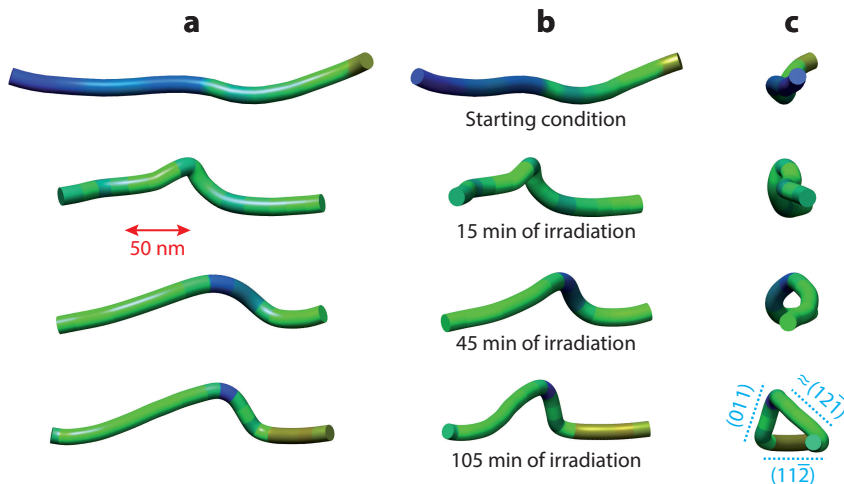 a
b
c
Starting condition
50 nm
15 min of irradiation
45 min of irradiation
(011)
≈(121̅)
105 min of irradiation
(112̅)